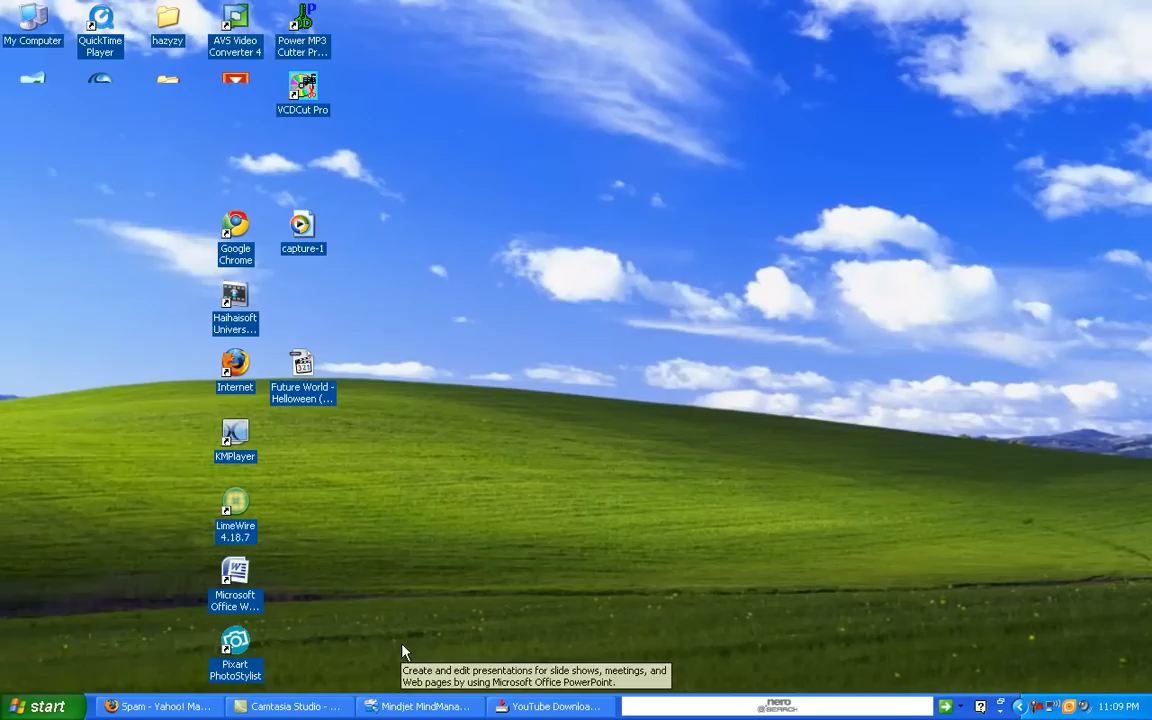 My Computer
QuickTime
Player
hazyzy
AVS Video
Converter 4
Power MP3
Cutter Pr...
VCDCut Pro
Google
Chrome
capture-1
Haihaisoft
Univers...
Internet
Future World -
Helloween (...
KMPlayer
LimeWire
4.18.7
Microsoft
Office W...
Pixart
PhotoStylist
Create and edit presentations for slide shows, meetings, and
Web pages by using Microsoft Office PowerPoint.
start
Spam - Yahoo! Ma...
Camtasia Studio - ...
Mindjet MindMana...
YouTube Downloa...
nero
SEARCH
11:09 PM